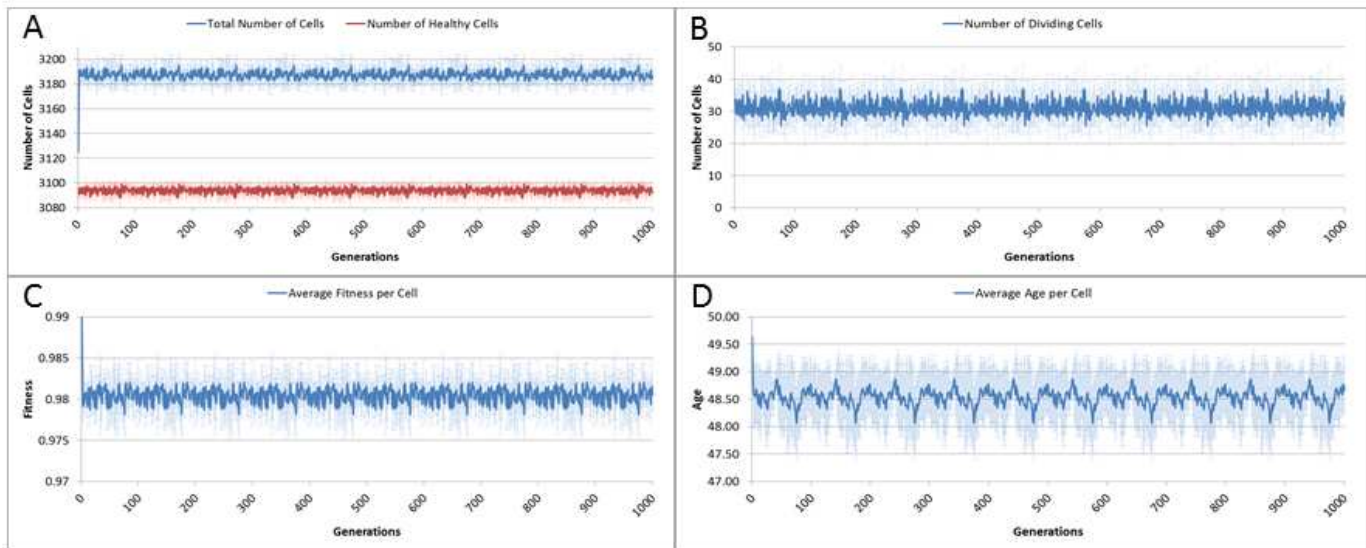 A
Total Number of Cells Number of Healthy Cells
Number of Cells
3200
3180
3160
3140
3120
3100
3080
0 100 200 300 400 500 600 700 800 900 1000
Generations
B
Number of Dividing Cells
Number of Cells
50
40
30
20
10
0
0 100 200 300 400 500 600 700 800 900 1000
Generations
C
Average Fitness per Cell
Fitness
0.99
0.985
0.98
0.975
0.97
0 100 200 300 400 500 600 700 800 900 1000
Generations
D
Average Age per Cell
Age
50.00
49.50
49.00
48.50
48.00
47.50
47.00
0 100 200 300 400 500 600 700 800 900 1000
Generations